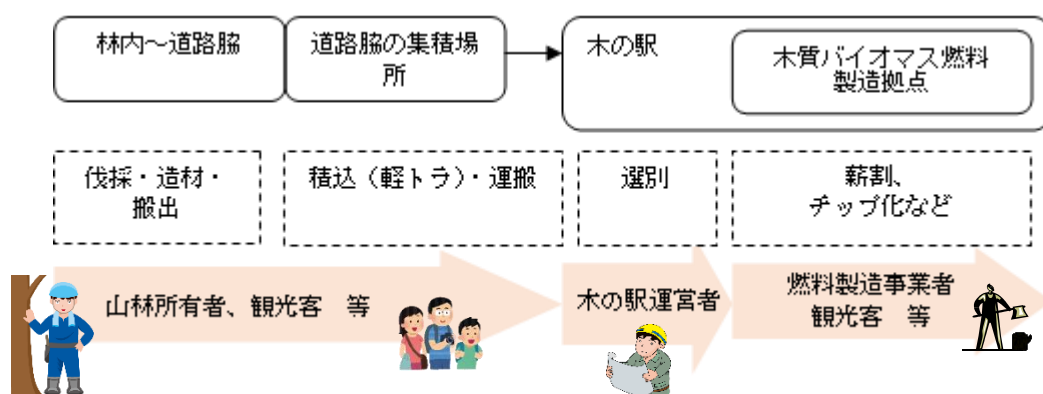 林内～道路脇
道路脇の集積場
所
木の駅
木質バイオマス燃料
製造拠点
伐採・造材・
搬出
積込（軽トラ）・運搬
選別
薪割、
チップ化など
山林所有者、観光客　等
木の駅運営者
燃料製造事業者
観光客　等